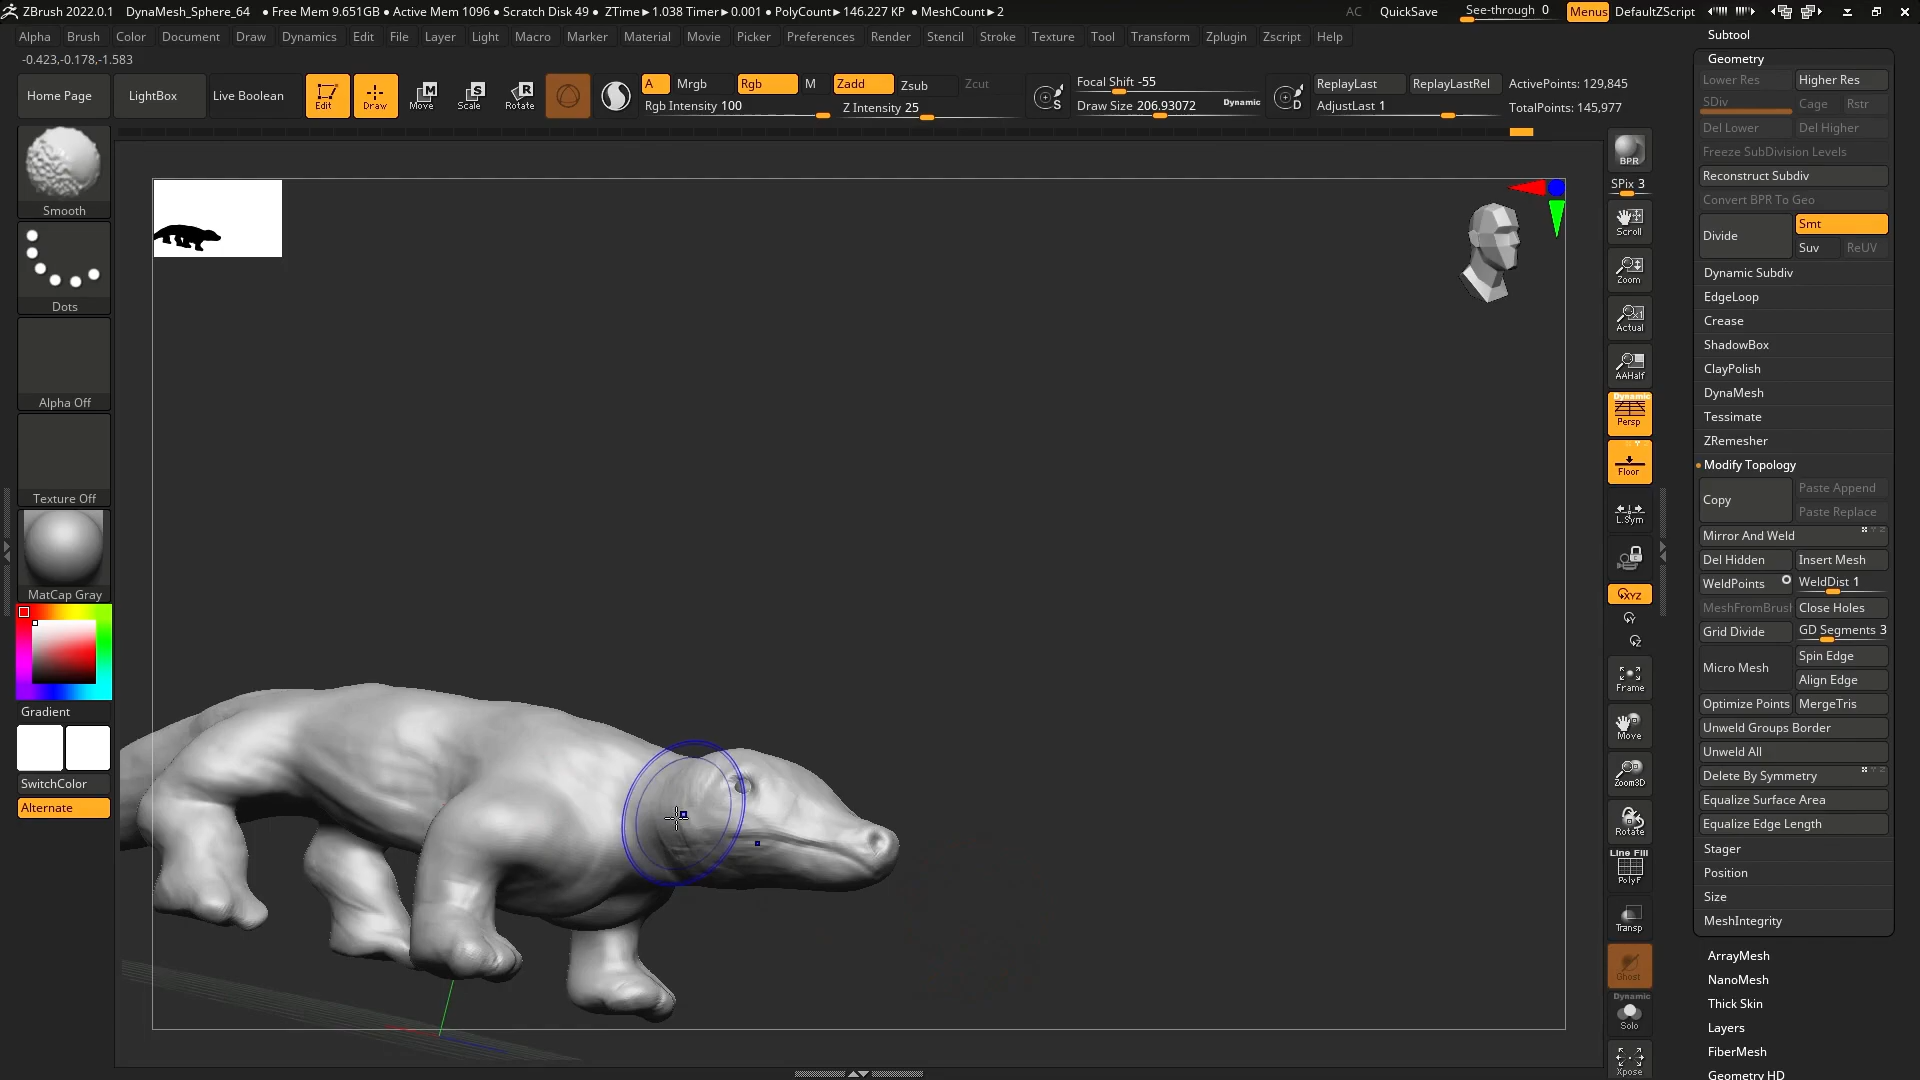 ZBrush 2022.0.1 DynaMesh_Sphere_64 ● Free Mem 9.651GB ● Active Mem 1096 ● Scratch Disk 49 ● ZTime►1.038 Timer►0.001 ● PolyCount►146.227 KP ● MeshCount►2 AC QuickSave See-through 0 Menus DefaultZScript
Alpha Brush Color Document Draw Dynamics Edit File Layer Light Macro Marker Material Movie Picker Preferences Render Stencil Stroke Texture Tool Transform Zplugin Zscript Help
-0.423,-0.178,-1.583
Home Page LightBox Live Boolean Edit Draw Move Scale Rotate
A Mrgb Rgb M Zadd Zsub Zcut
Rgb Intensity 100 Z Intensity 25
S Focal Shift -55
Draw Size 206.93072 Dynamic
D ReplayLast ReplayLastRel
AdjustLast 1
ActivePoints: 129,845
TotalPoints: 145,977
Smooth
Dots
Alpha Off
Texture Off
MatCap Gray
Gradient
SwitchColor
Alternate
BPR
SPix 3
Scroll
Zoom
Actual
AAHalf
Dynamic
Persp
Floor
L.Sym
XYZ
Y
Z
Frame
Move
Zoom3D
Rotate
Line Fill
PolyF
Transp
Ghost
Dynamic
Solo
Xpose
Subtool
Geometry
Lower Res Higher Res
SDiv Cage Rstr
Del Lower Del Higher
Freeze SubDivision Levels
Reconstruct Subdiv
Convert BPR To Geo
Divide Smt
Suv ReUV
Dynamic Subdiv
EdgeLoop
Crease
ShadowBox
ClayPolish
DynaMesh
Tessimate
ZRemesher
Modify Topology
Copy Paste Append
Paste Replace
Mirror And Weld
Del Hidden Insert Mesh
WeldPoints WeldDist 1
MeshFromBrush Close Holes
Grid Divide GD Segments 3
Micro Mesh Spin Edge
Align Edge
Optimize Points MergeTris
Unweld Groups Border
Unweld All
Delete By Symmetry
Equalize Surface Area
Equalize Edge Length
Stager
Position
Size
MeshIntegrity
ArrayMesh
NanoMesh
Thick Skin
Layers
FiberMesh
Geometry HD